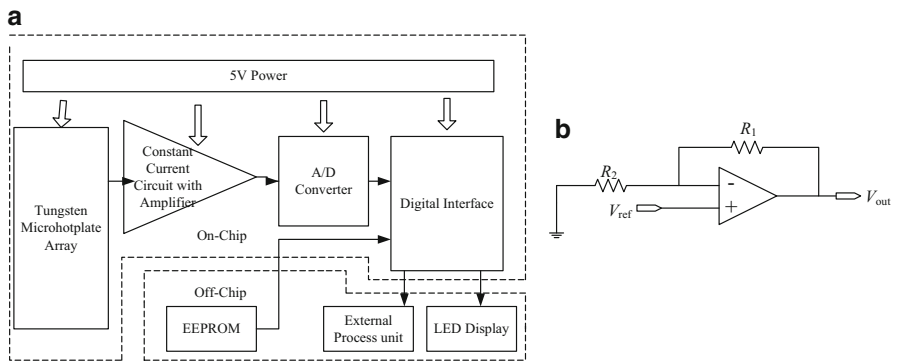 a
5V Power
Tungsten
Microhotplate
Array
Constant
Current
Circuit with
Amplifier
A/D
Converter
Digital Interface
On-Chip
Off-Chip
EEPROM
External
Process unit
LED Display
b
R1
R2
-
+
Vref
Vout